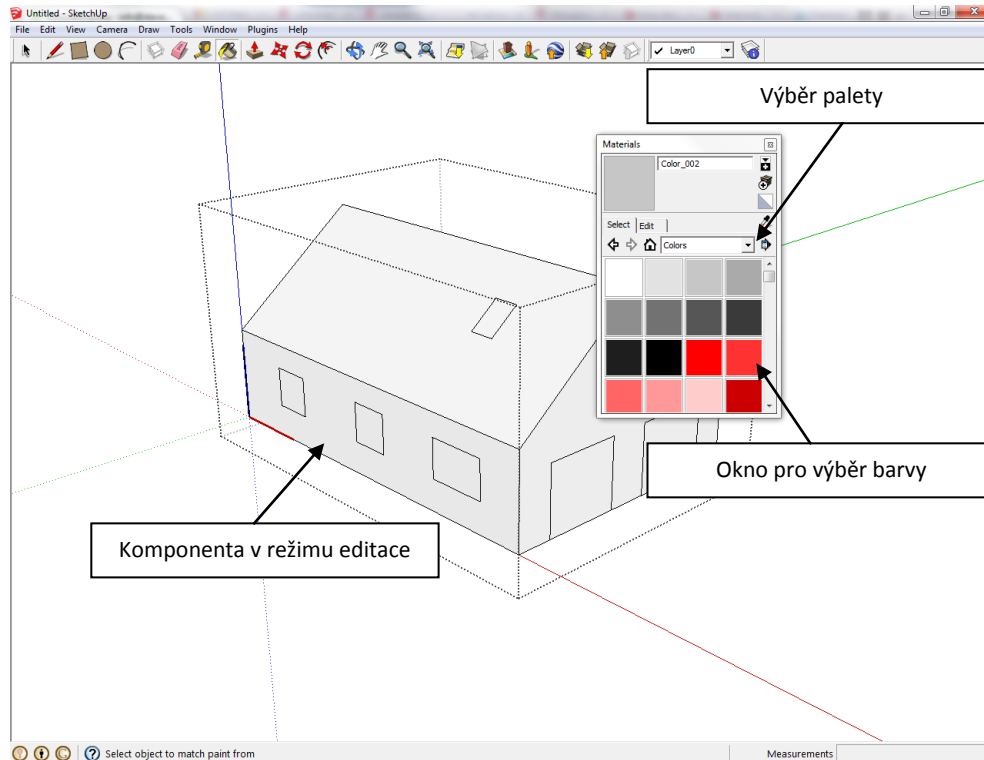 Untitled - SketchUp
File Edit View Camera Draw Tools Window Plugins Help
Layer0
Výběr palety
Materials
Color_002
Select Edit
Colors
Okno pro výběr barvy
Komponenta v režimu editace
Select object to match paint from
Measurements